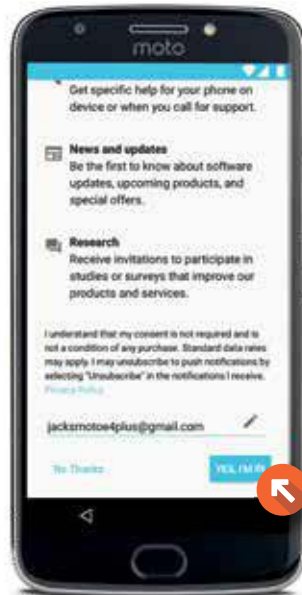 moto
Get specific help for your phone on
device or when you call for support.
News and updates
Be the first to know about software
updates, upcoming products, and
special offers.
Research
Receive invitations to participate in
studies or surveys that improve our
products and services.
I understand that my consent is not required and is
not a condition of any purchase. Standard data rates
may apply. I may unsubscribe to push notifications by
selecting "Unsubscribe" in the notifications I receive.
Privacy Policy
jacksmotoe4plus@gmail.com
No Thanks
YES, I'M IN